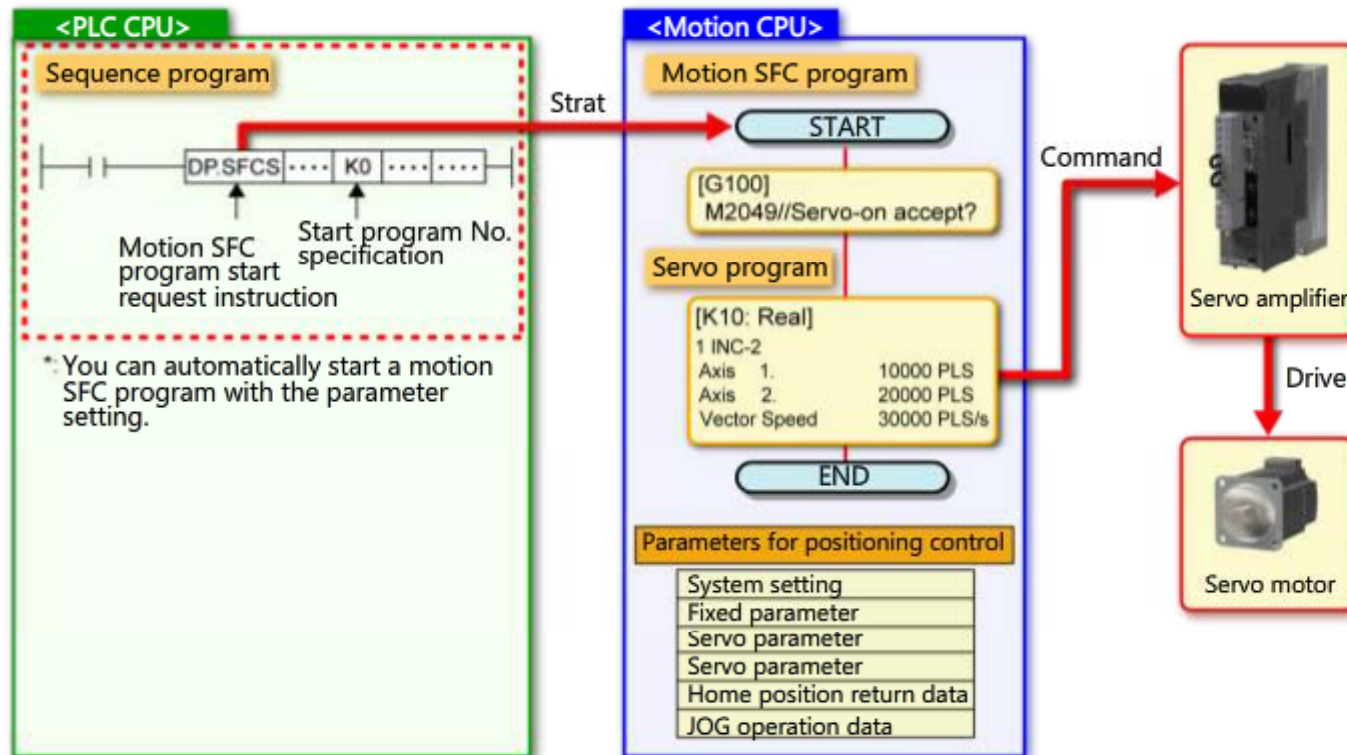 <PLC CPU>
Sequence program
DP.SFCS ···· K0 ···· ····
Motion SFC
program start
request instruction
Start program No.
specification
*: You can automatically start a motion
SFC program with the parameter
setting.
Strat
<Motion CPU>
Motion SFC program
START
[G100]
M2049//Servo-on accept?
Servo program
[K10: Real]
1 INC-2
Axis 1. 10000 PLS
Axis 2. 20000 PLS
Vector Speed 30000 PLS/s
END
Parameters for positioning control
System setting
Fixed parameter
Servo parameter
Servo parameter
Home position return data
JOG operation data
Command
Servo amplifier
Drive
Servo motor